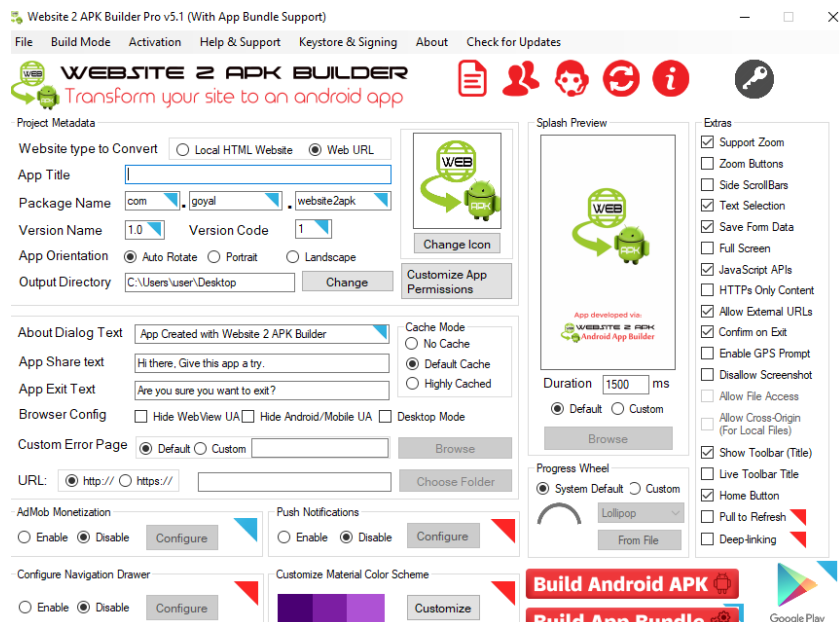 Website 2 APK Builder Pro v5.1 (With App Bundle Support)
File Build Mode Activation Help & Support Keystore & Signing About Check for Updates
WEB
APK
WEBSITE 2 APK BUILDER
Transform your site to an android app
Project Metadata
Website type to Convert Local HTML Website Web URL
App Title
Package Name com . goyal . website2apk
Version Name 1.0 Version Code 1
App Orientation Auto Rotate Portrait Landscape
Output Directory C:\Users\user\Desktop Change
WEB
APK
Change Icon
Customize App
Permissions
About Dialog Text App Created with Website 2 APK Builder
App Share text Hi there, Give this app a try.
App Exit Text Are you sure you want to exit?
Browser Config Hide WebView UA Hide Android/Mobile UA Desktop Mode
Custom Error Page Default Custom Browse
URL: http:// https:// Choose Folder
Cache Mode
No Cache
Default Cache
Highly Cached
AdMob Monetization
Enable Disable Configure
Push Notifications
Enable Disable Configure
Configure Navigation Drawer
Enable Disable Configure
Customize Material Color Scheme
Customize
Splash Preview
WEB
APK
App developed via:
WEBSITE 2 APK
Android App Builder
Duration 1500 ms
Default Custom
Browse
Progress Wheel
System Default Custom
Lollipop
From File
Extras
Support Zoom
Zoom Buttons
Side ScrollBars
Text Selection
Save Form Data
Full Screen
JavaScript APIs
HTTPs Only Content
Allow External URLs
Confirm on Exit
Enable GPS Prompt
Disallow Screenshot
Allow File Access
Allow Cross-Origin
(For Local Files)
Show Toolbar (Title)
Live Toolbar Title
Home Button
Pull to Refresh
Deep-linking
Build Android APK
Build App Bundle
Google Play